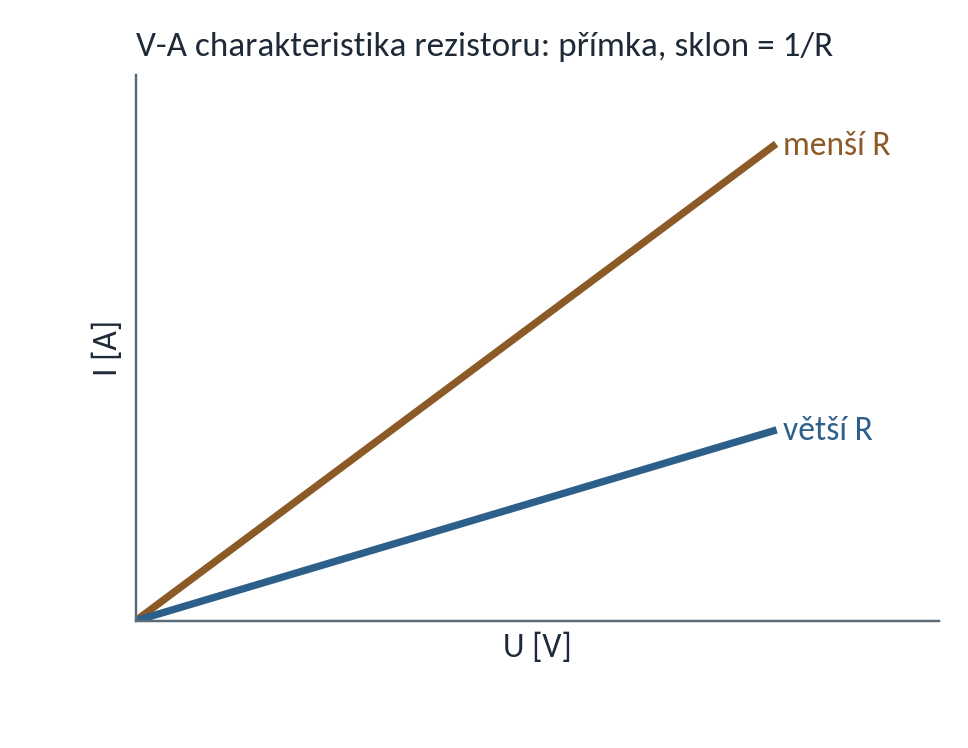 V-A charakteristika rezistoru: přímka, sklon = 1/R
menší R
I [A]
větší R
U [V]